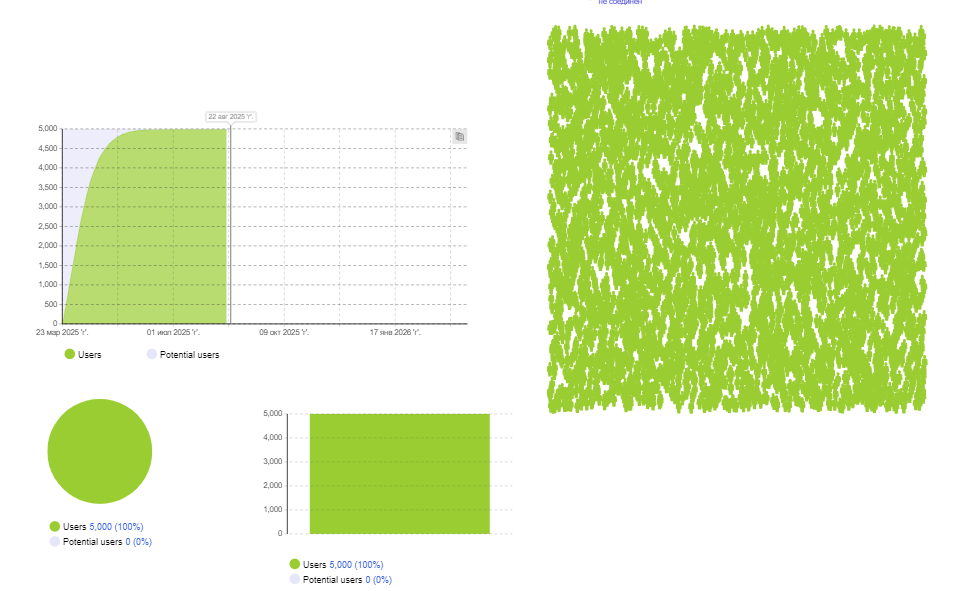 не соединен
22 авг 2025 'г'.
5,000
4,500
4,000
3,500
3,000
2,500
2,000
1,500
1,000
500
0
23 мар 2025 'г'. 01 июл 2025 'г'. 09 окт 2025 'г'. 17 янв 2026 'г'.
Users Potential users
Users 5,000 (100%)
Potential users 0 (0%)
5,000
4,000
3,000
2,000
1,000
0
Users 5,000 (100%)
Potential users 0 (0%)